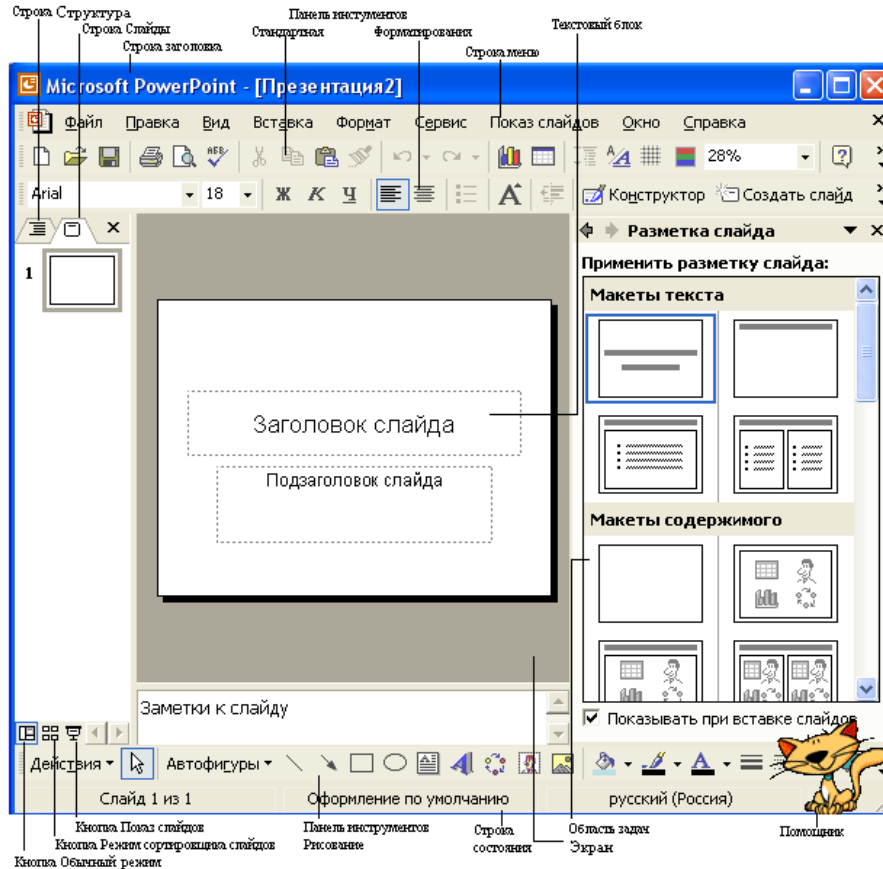 Строка Структура
Строка Слайды
Строка заголовка
Панель инстументов
Стандартная Форматирования
Строка меню
Текстовый блок
Microsoft PowerPoint - [Презентация2]
Файл Правка Вид Вставка Формат Сервис Показ слайдов Окно Справка
28%
Arial 18 Ж К Ч Конструктор Создать слайд
Разметка слайда
1
Применить разметку слайда:
Макеты текста
Заголовок слайда
Подзаголовок слайда
Макеты содержимого
Заметки к слайду
Показывать при вставке слайдов
Действия Автофигуры
Слайд 1 из 1 Оформление по умолчанию русский (Россия)
Кнопка Показ слайдов
Кнопка Режим сортировщика слайдов
Кнопка Обычный режим
Панель инструментов
Рисование
Строка
состояния
Область задач
Экран
Помощник